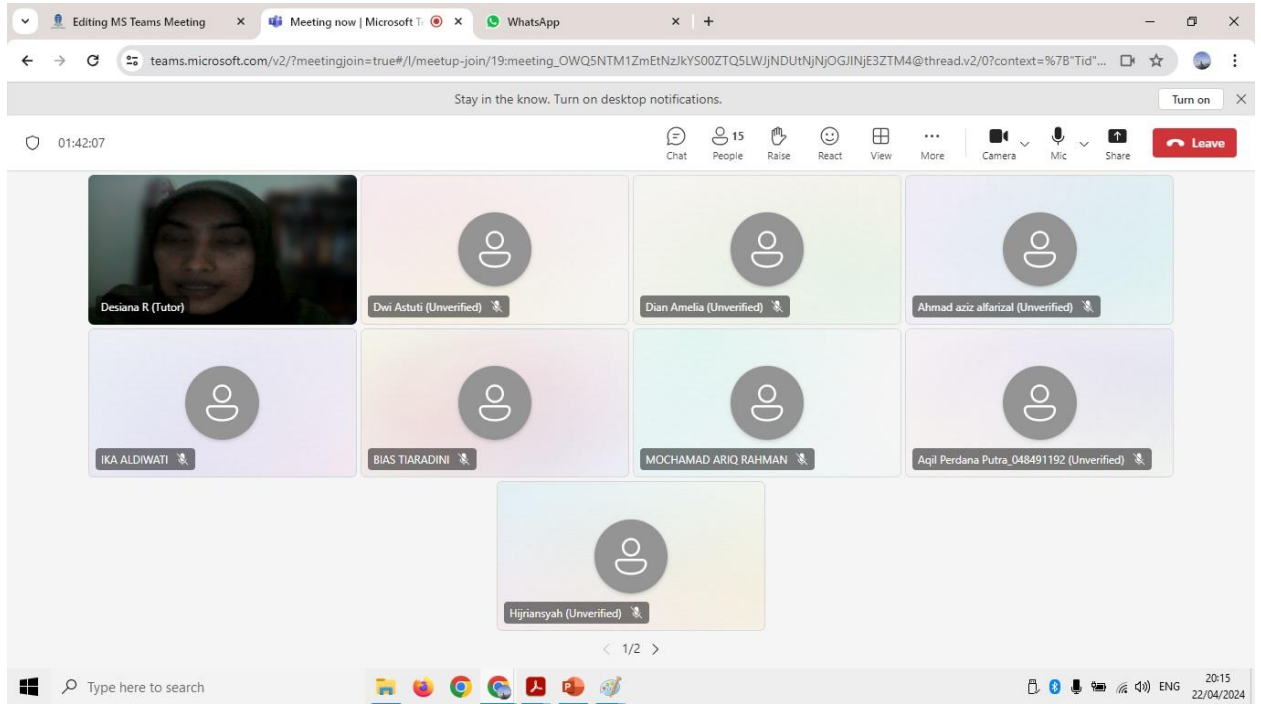 Editing MS Teams Meeting
Meeting now | Microsoft T
WhatsApp
teams.microsoft.com/v2/?meetingjoin=true#/l/meetup-join/19:meeting_OWQ5NTM1ZmEtNzJkYS00ZTQ5LWJjNDUtNjNjOGJlNjE3ZTM4@thread.v2/0?context=%7B"Tid"...
Stay in the know. Turn on desktop notifications.
Turn on
01:42:07
15
Chat People Raise React View More Camera Mic Share
Leave
Desiana R (Tutor)
Dwi Astuti (Unverified)
Dian Amelia (Unverified)
Ahmad aziz alfarizal (Unverified)
IKA ALDIWATI
BIAS TIARADINI
MOCHAMAD ARIQ RAHMAN
Aqil Perdana Putra_048491192 (Unverified)
Hijriansyah (Unverified)
1/2
Type here to search
ENG
20:15
22/04/2024